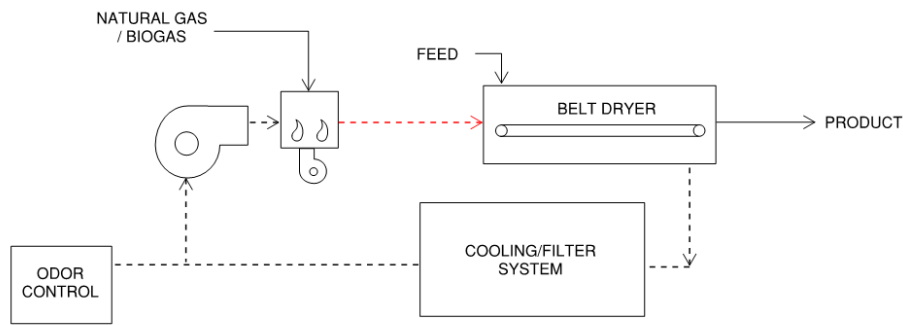 NATURAL GAS
/ BIOGAS
FEED
BELT DRYER
PRODUCT
COOLING/FILTER
SYSTEM
ODOR
CONTROL